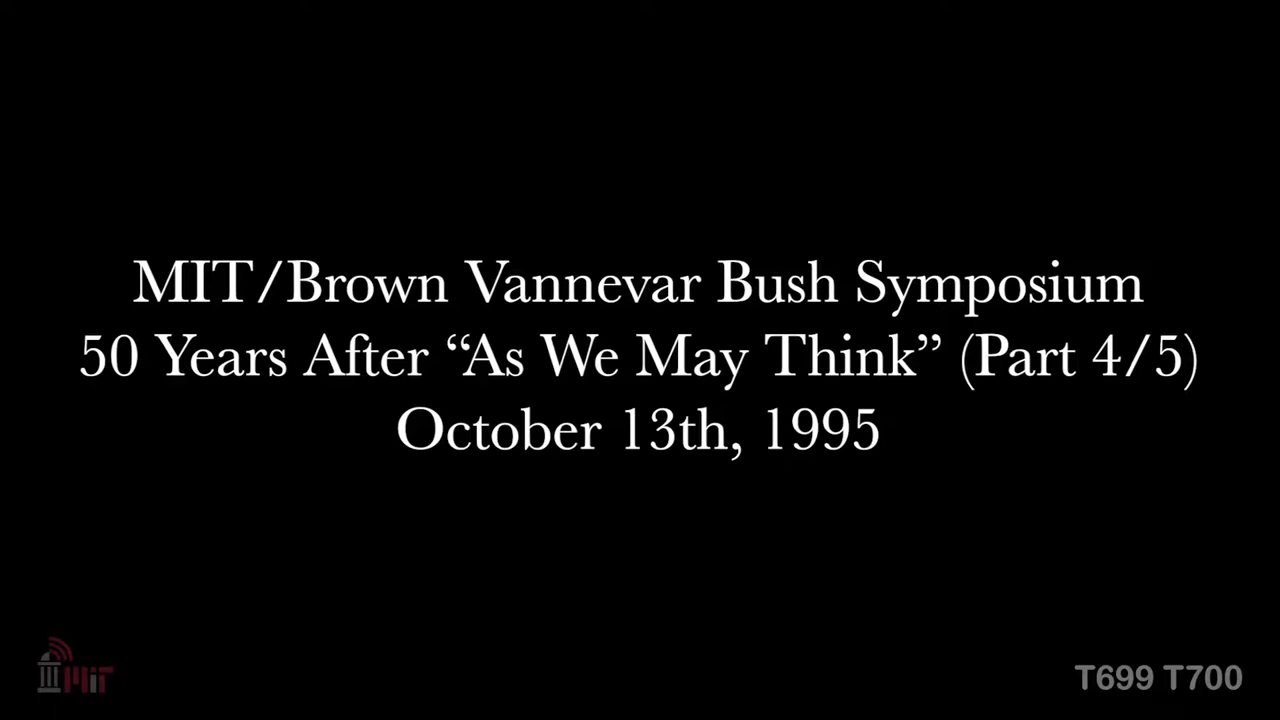 MIT/Brown Vannevar Bush Symposium
50 Years After “As We May Think” (Part 4/5)
October 13th, 1995
MIT
T699 T700